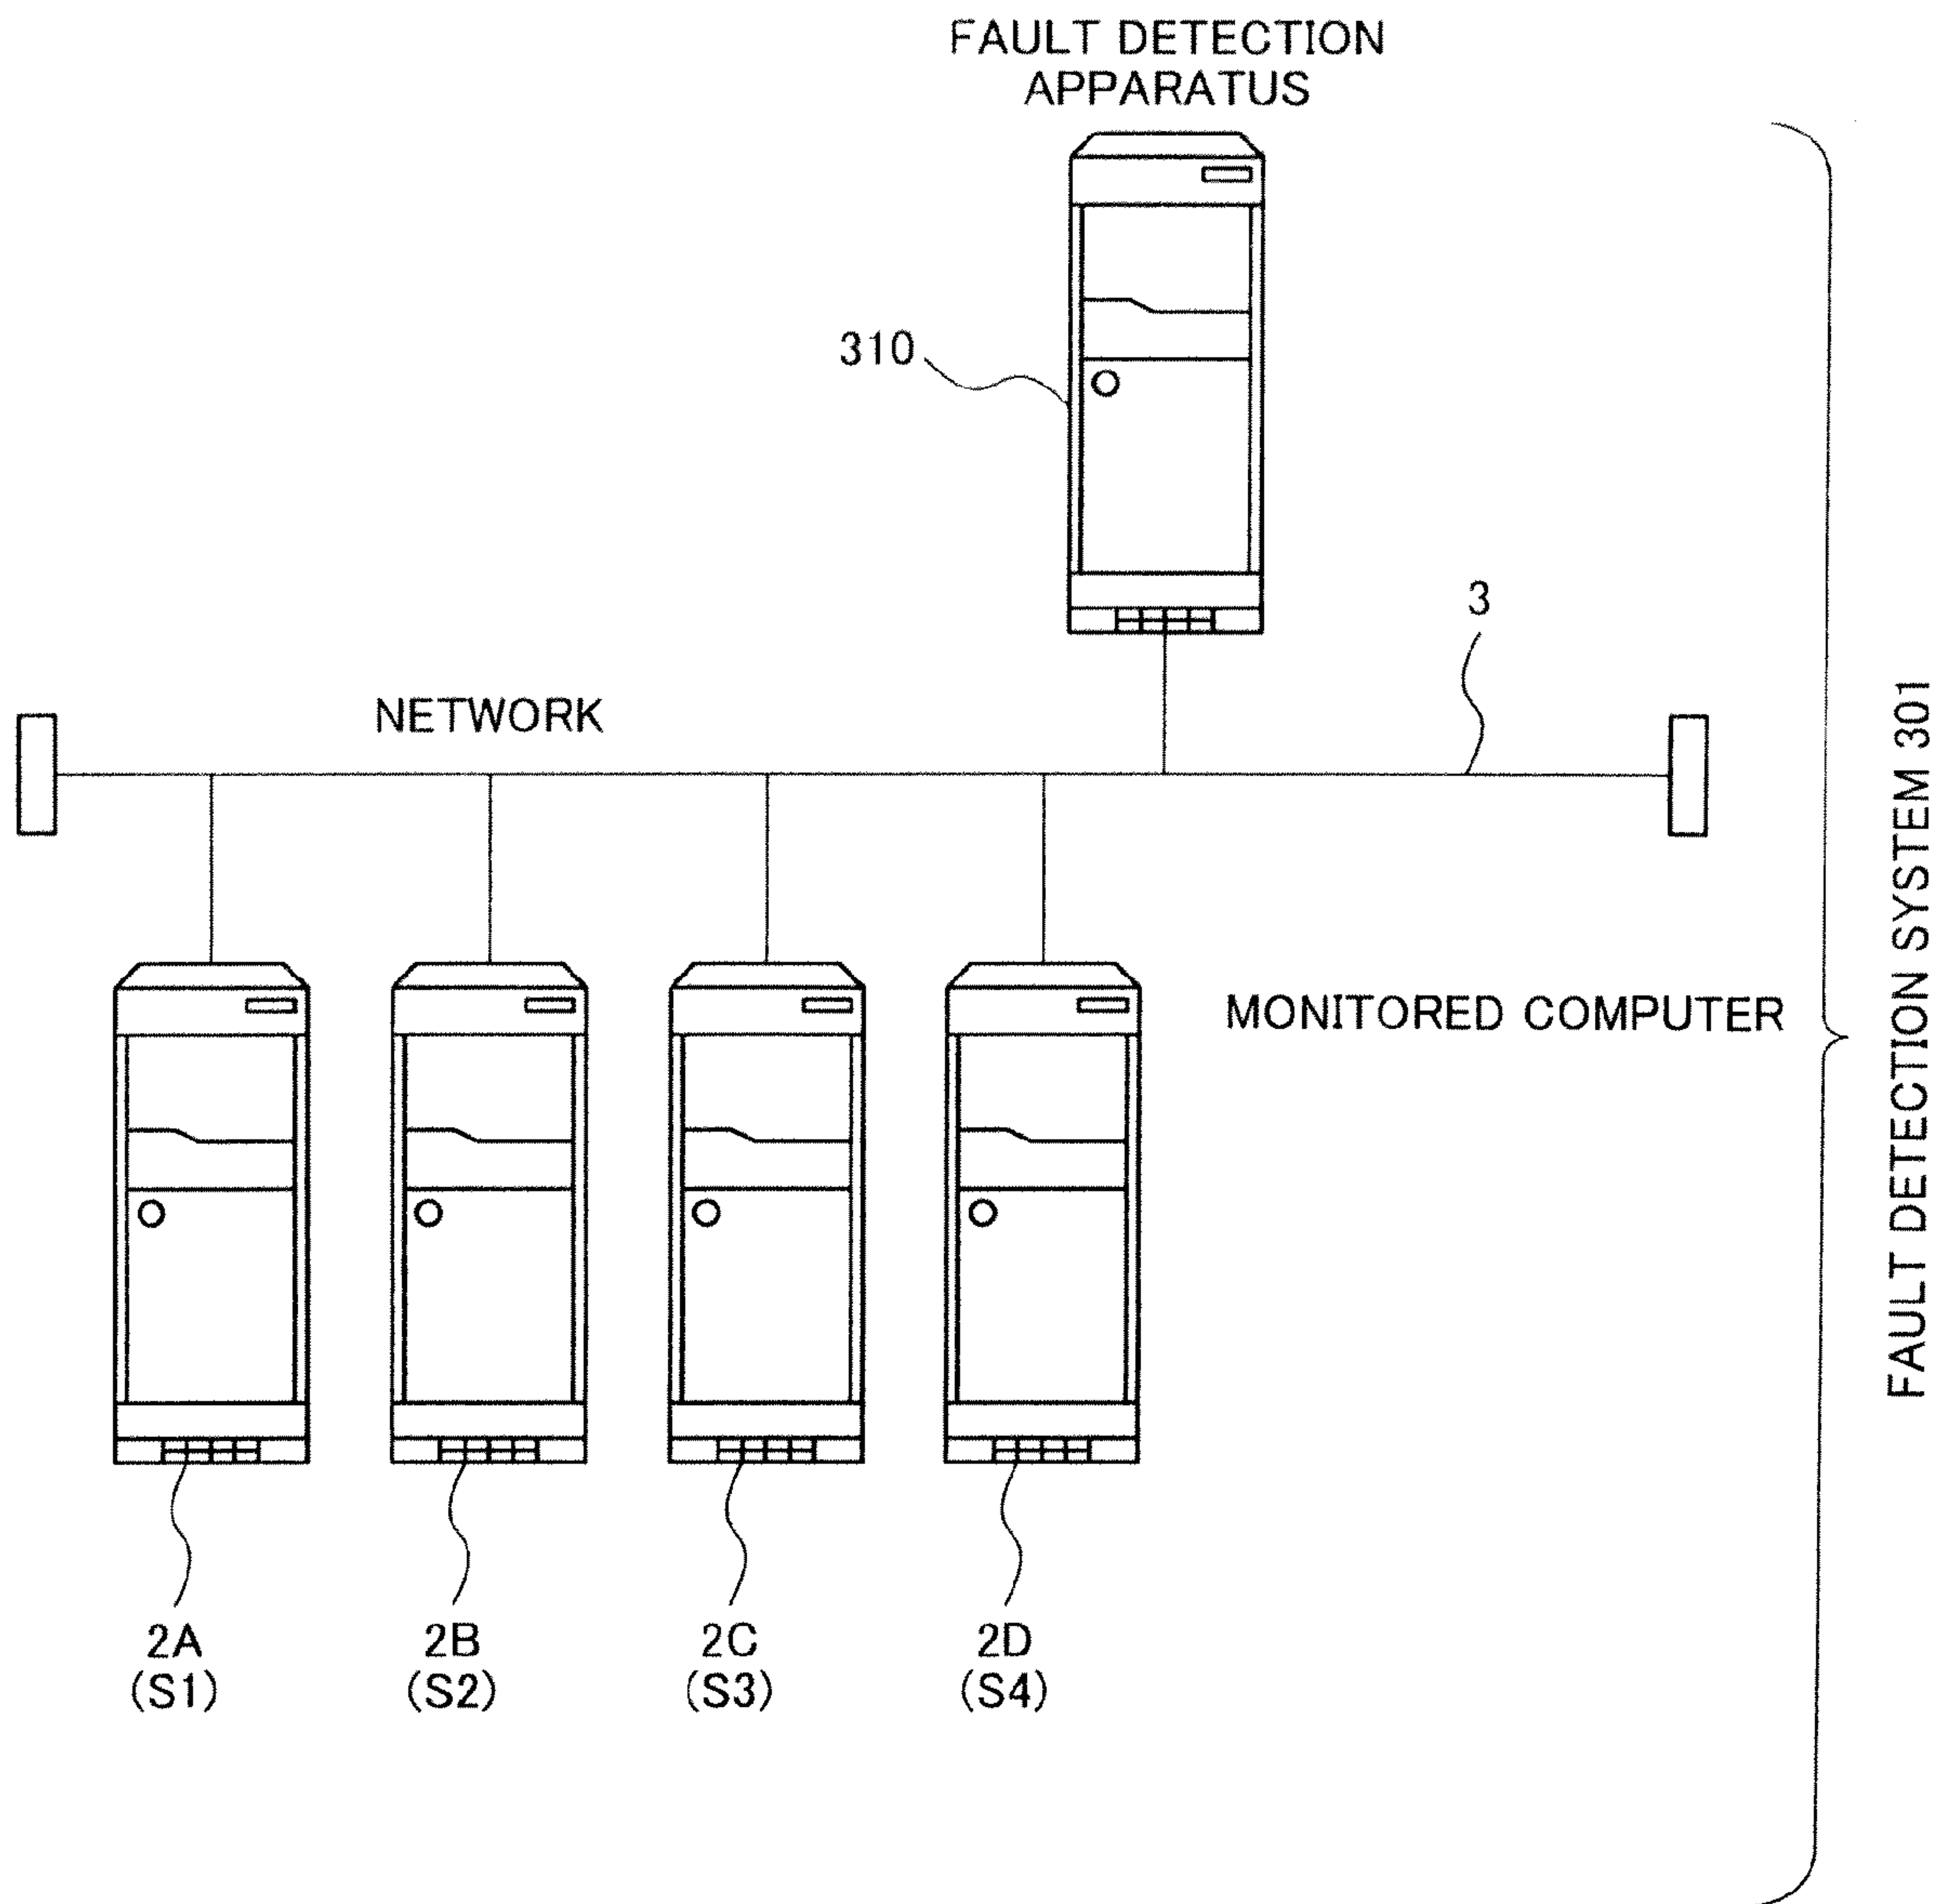 FAULT DETECTION
APPARATUS
310
3
NETWORK
MONITORED COMPUTER
2A
(S1)
2B
(S2)
2C
(S3)
2D
(S4)
FAULT DETECTION SYSTEM 301